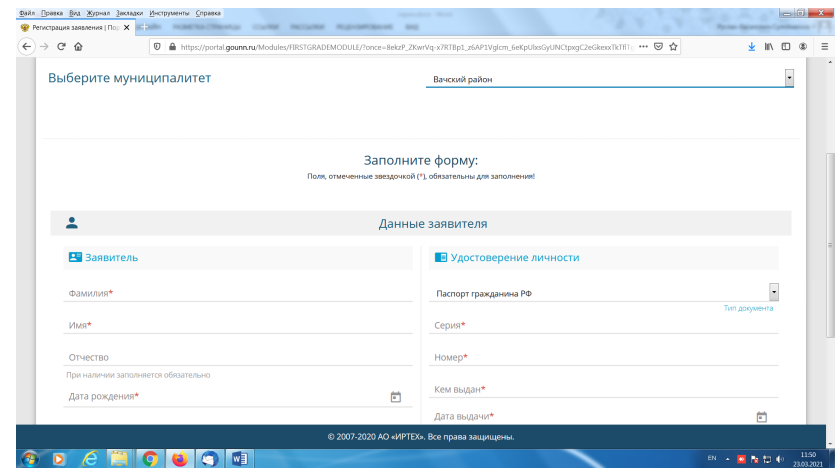 Файл Правка Вид Журнал Закладки Инструменты Справка
Регистрация заявления | Пор
https://portal.gounn.ru/Modules/FIRSTGRADEMODULE/?once=
Выберите муниципалитет
Вачский район
Заполните форму:
Поля, отмеченные звездочкой (*), обязательны для заполнения!
Данные заявителя
Заявитель
Удостоверение личности
Фамилия*
Паспорт гражданина РФ
Тип документа
Имя*
Серия*
Отчество
Номер*
При наличии заполняется обязательно
Дата рождения*
Кем выдан*
Дата выдачи*
© 2007-2020 АО «ИРТЕХ». Все права защищены.
EN
11:50
23.03.2021